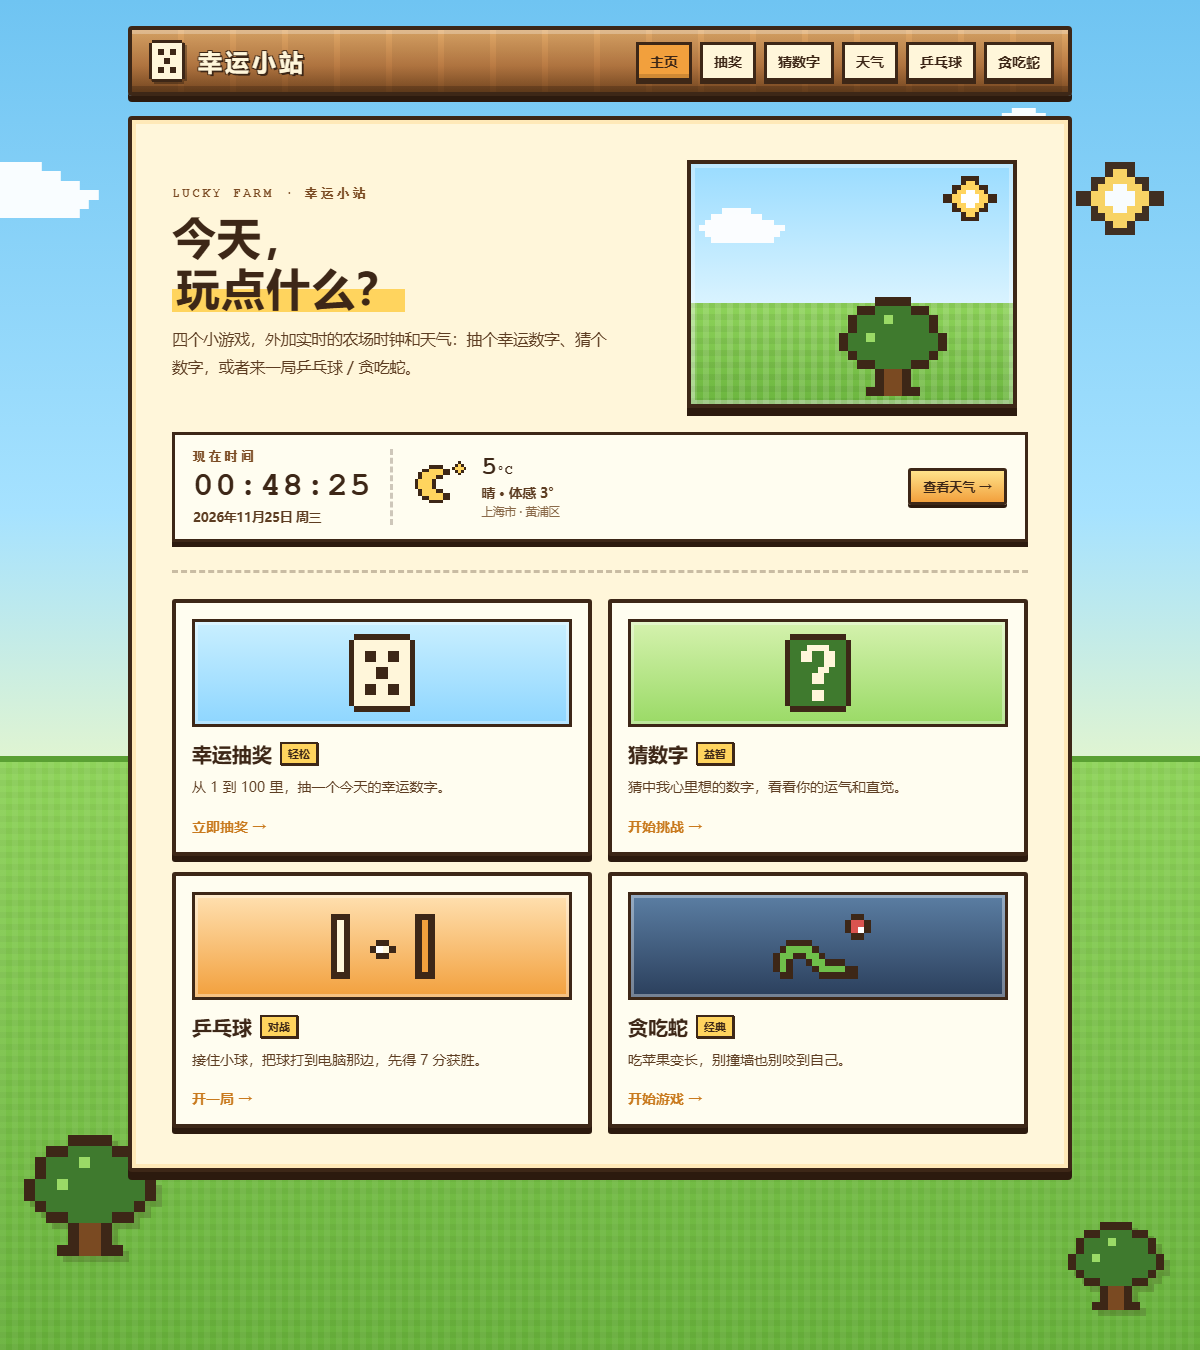 幸运小站
主页
抽奖
猜数字
天气
乒乓球
贪吃蛇
LUCKY FARM · 幸运小站
今天，
玩点什么？
四个小游戏，外加实时的农场时钟和天气：抽个幸运数字、猜个
数字，或者来一局乒乓球 / 贪吃蛇。
现在时间
00:48:25
2026年11月25日 周三
5°C
晴 • 体感 3°
上海市 · 黄浦区
查看天气 →
幸运抽奖 轻松
从 1 到 100 里，抽一个今天的幸运数字。
立即抽奖 →
猜数字 益智
猜中我心里想的数字，看看你的运气和直觉。
开始挑战 →
乒乓球 对战
接住小球，把球打到电脑那边，先得 7 分获胜。
开一局 →
贪吃蛇 经典
吃苹果变长，别撞墙也别咬到自己。
开始游戏 →